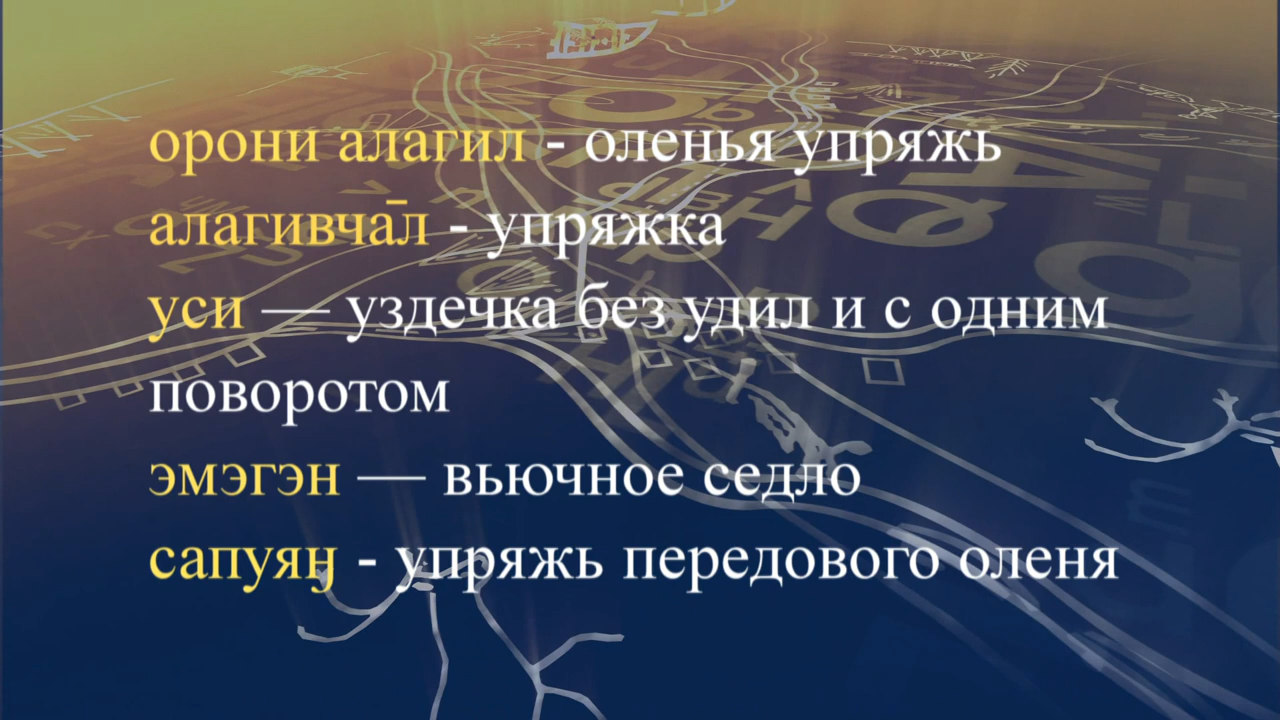 орони алагил - оленья упряжь
алагивча̄л - упряжка
уси — уздечка без удил и с одним
поворотом
эмэгэн — вьючное седло
сапуяӈ - упряжь передового оленя